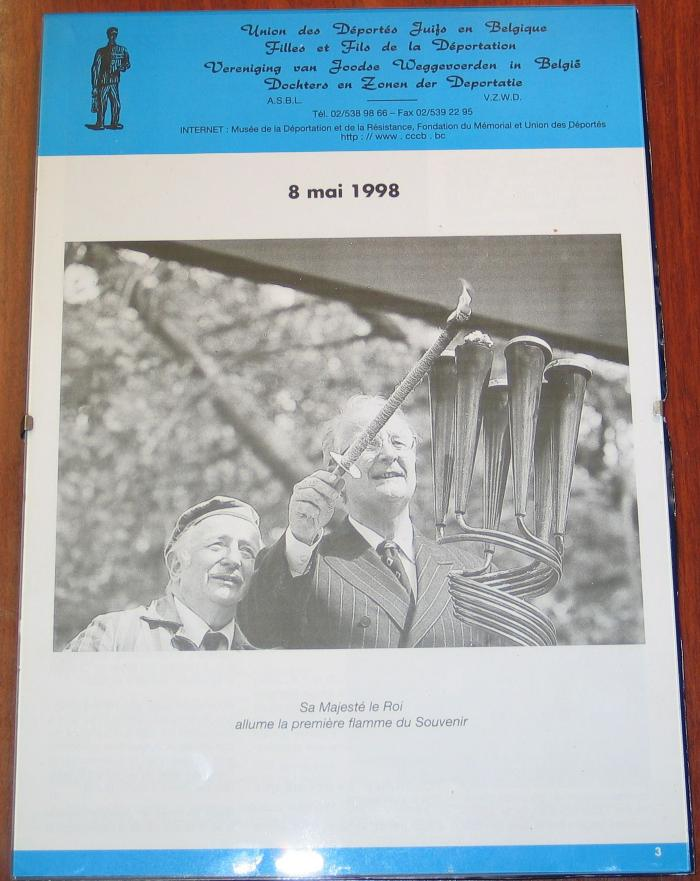 Union des Déportés Juifs en Belgique
Filles et Fils de la Déportation
Vereniging van Joodse Weggevoerden in België
Dochters en Zonen der Deportatie
A.S.B.L. V.Z.W.D.
Tél. 02/538 98 66 – Fax 02/539 22 95
INTERNET : Musée de la Déportation et de la Résistance, Fondation du Mémorial et Union des Déportés
http : // www . cccb . bc
8 mai 1998
Sa Majesté le Roi
allume la première flamme du Souvenir
3